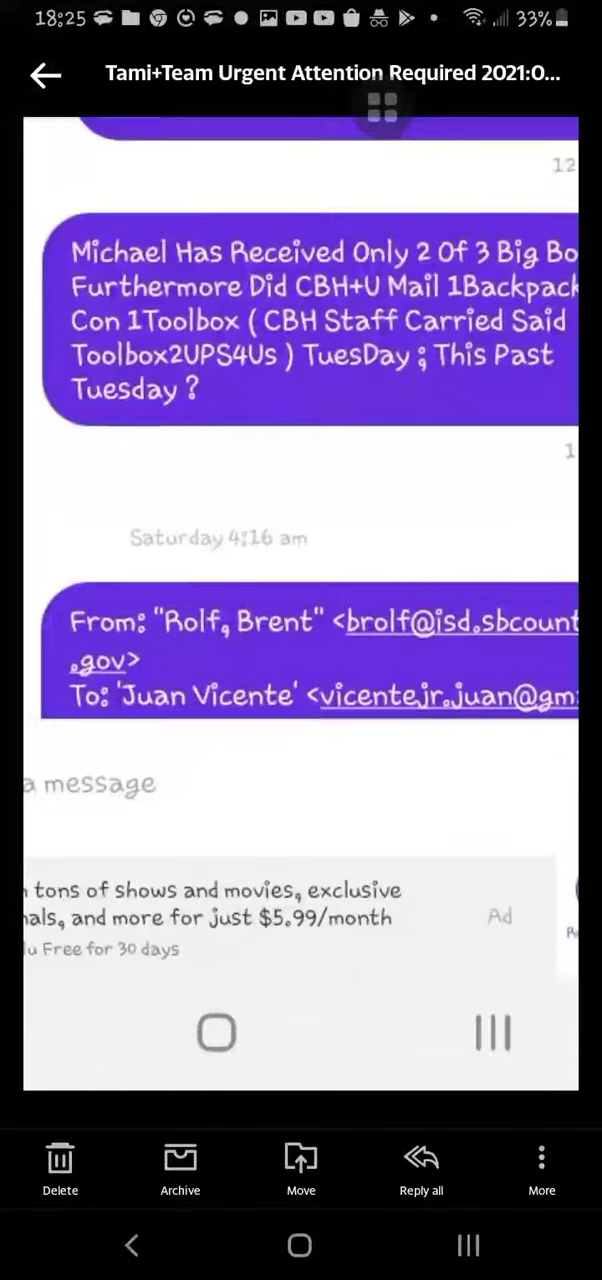 18:25
33%
Tami+Team Urgent Attention Required 2021:0...
12
Michael Has Received Only 2 Of 3 Big Bo
Furthermore Did CBH+U Mail 1Backpack
Con 1Toolbox ( CBH Staff Carried Said
Toolbox2UPS4Us ) TuesDay ; This Past
Tuesday ?
1
Saturday 4:16 am
From: "Rolf, Brent" <brolf@isd.sbcount
.gov>
To: 'Juan Vicente' <vicentejr.juan@gm
a message
tons of shows and movies, exclusive
nals, and more for just $5.99/month
Ad
lu Free for 30 days
Delete
Archive
Move
Reply all
More